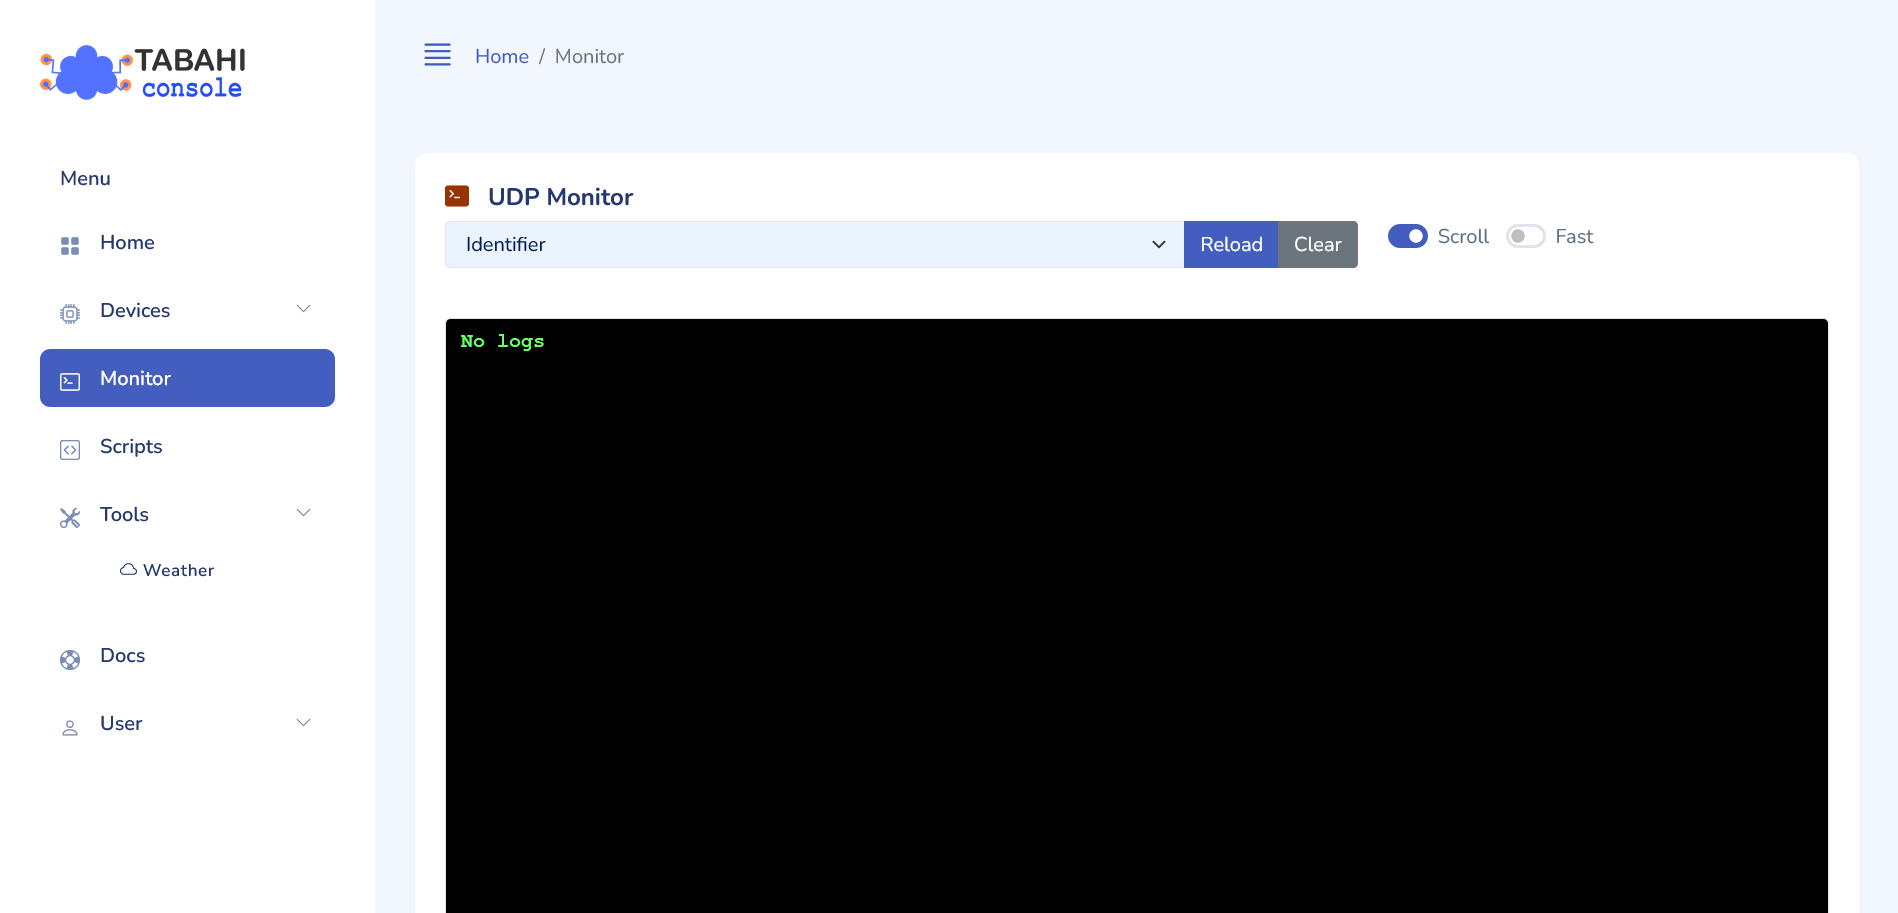 TABAHI
console
Menu
Home
Devices
Monitor
Scripts
Tools
Weather
Docs
User
Home / Monitor
UDP Monitor
Identifier
Reload
Clear
Scroll
Fast
No logs